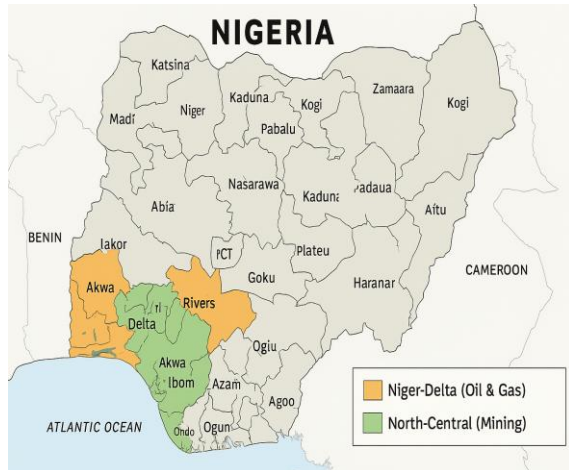 NIGERIA
Katsina
Madi
Niger
Kaduna
Kogi
Pabalu
Zamaara
Kogi
Abia
Nasarawa
Kaduna
Padaua
Aitu
BENIN
Iakor
PCT
Plateu
Goku
Haranar
CAMEROON
Akwa
Rivers
Delta
Ogiu
Akwa
Ibom
Azam
Agoo
Ondo
Ogun
ATLANTIC OCEAN
Niger-Delta (Oil & Gas)
North-Central (Mining)